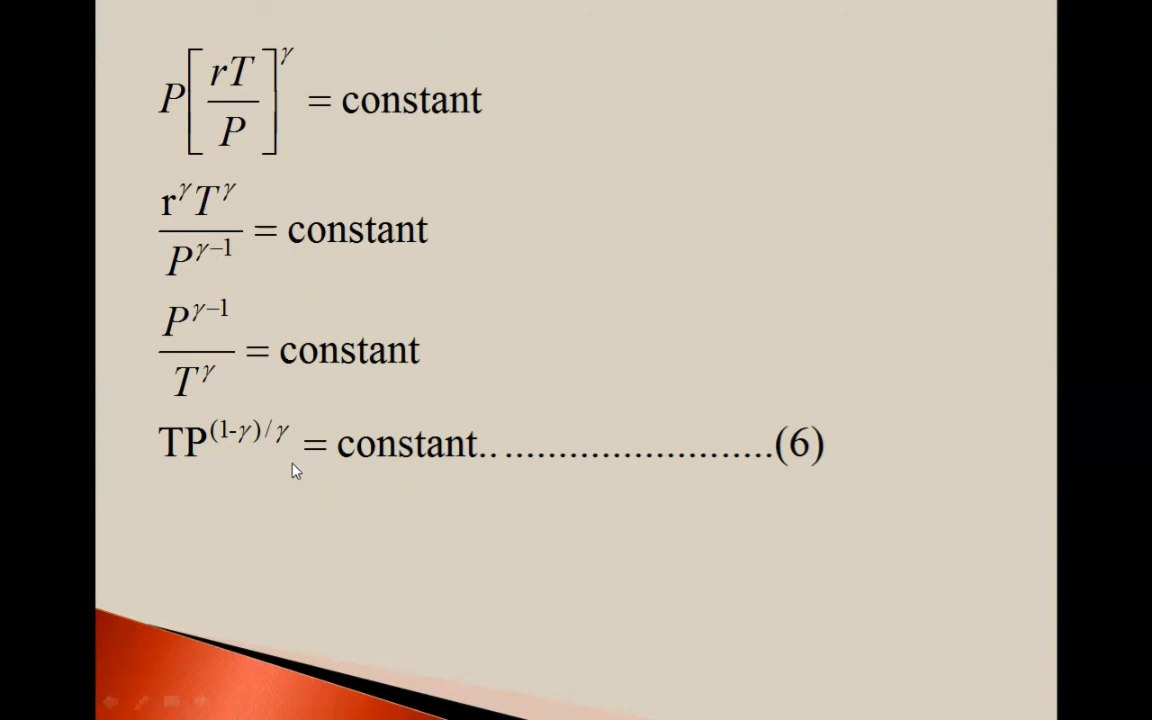 P[rT/P]^γ = constant
r^γT^γ/P^(γ−1) = constant
P^(γ−1)/T^γ = constant
TP^((1-γ)/γ) = constant.. .........................(6)